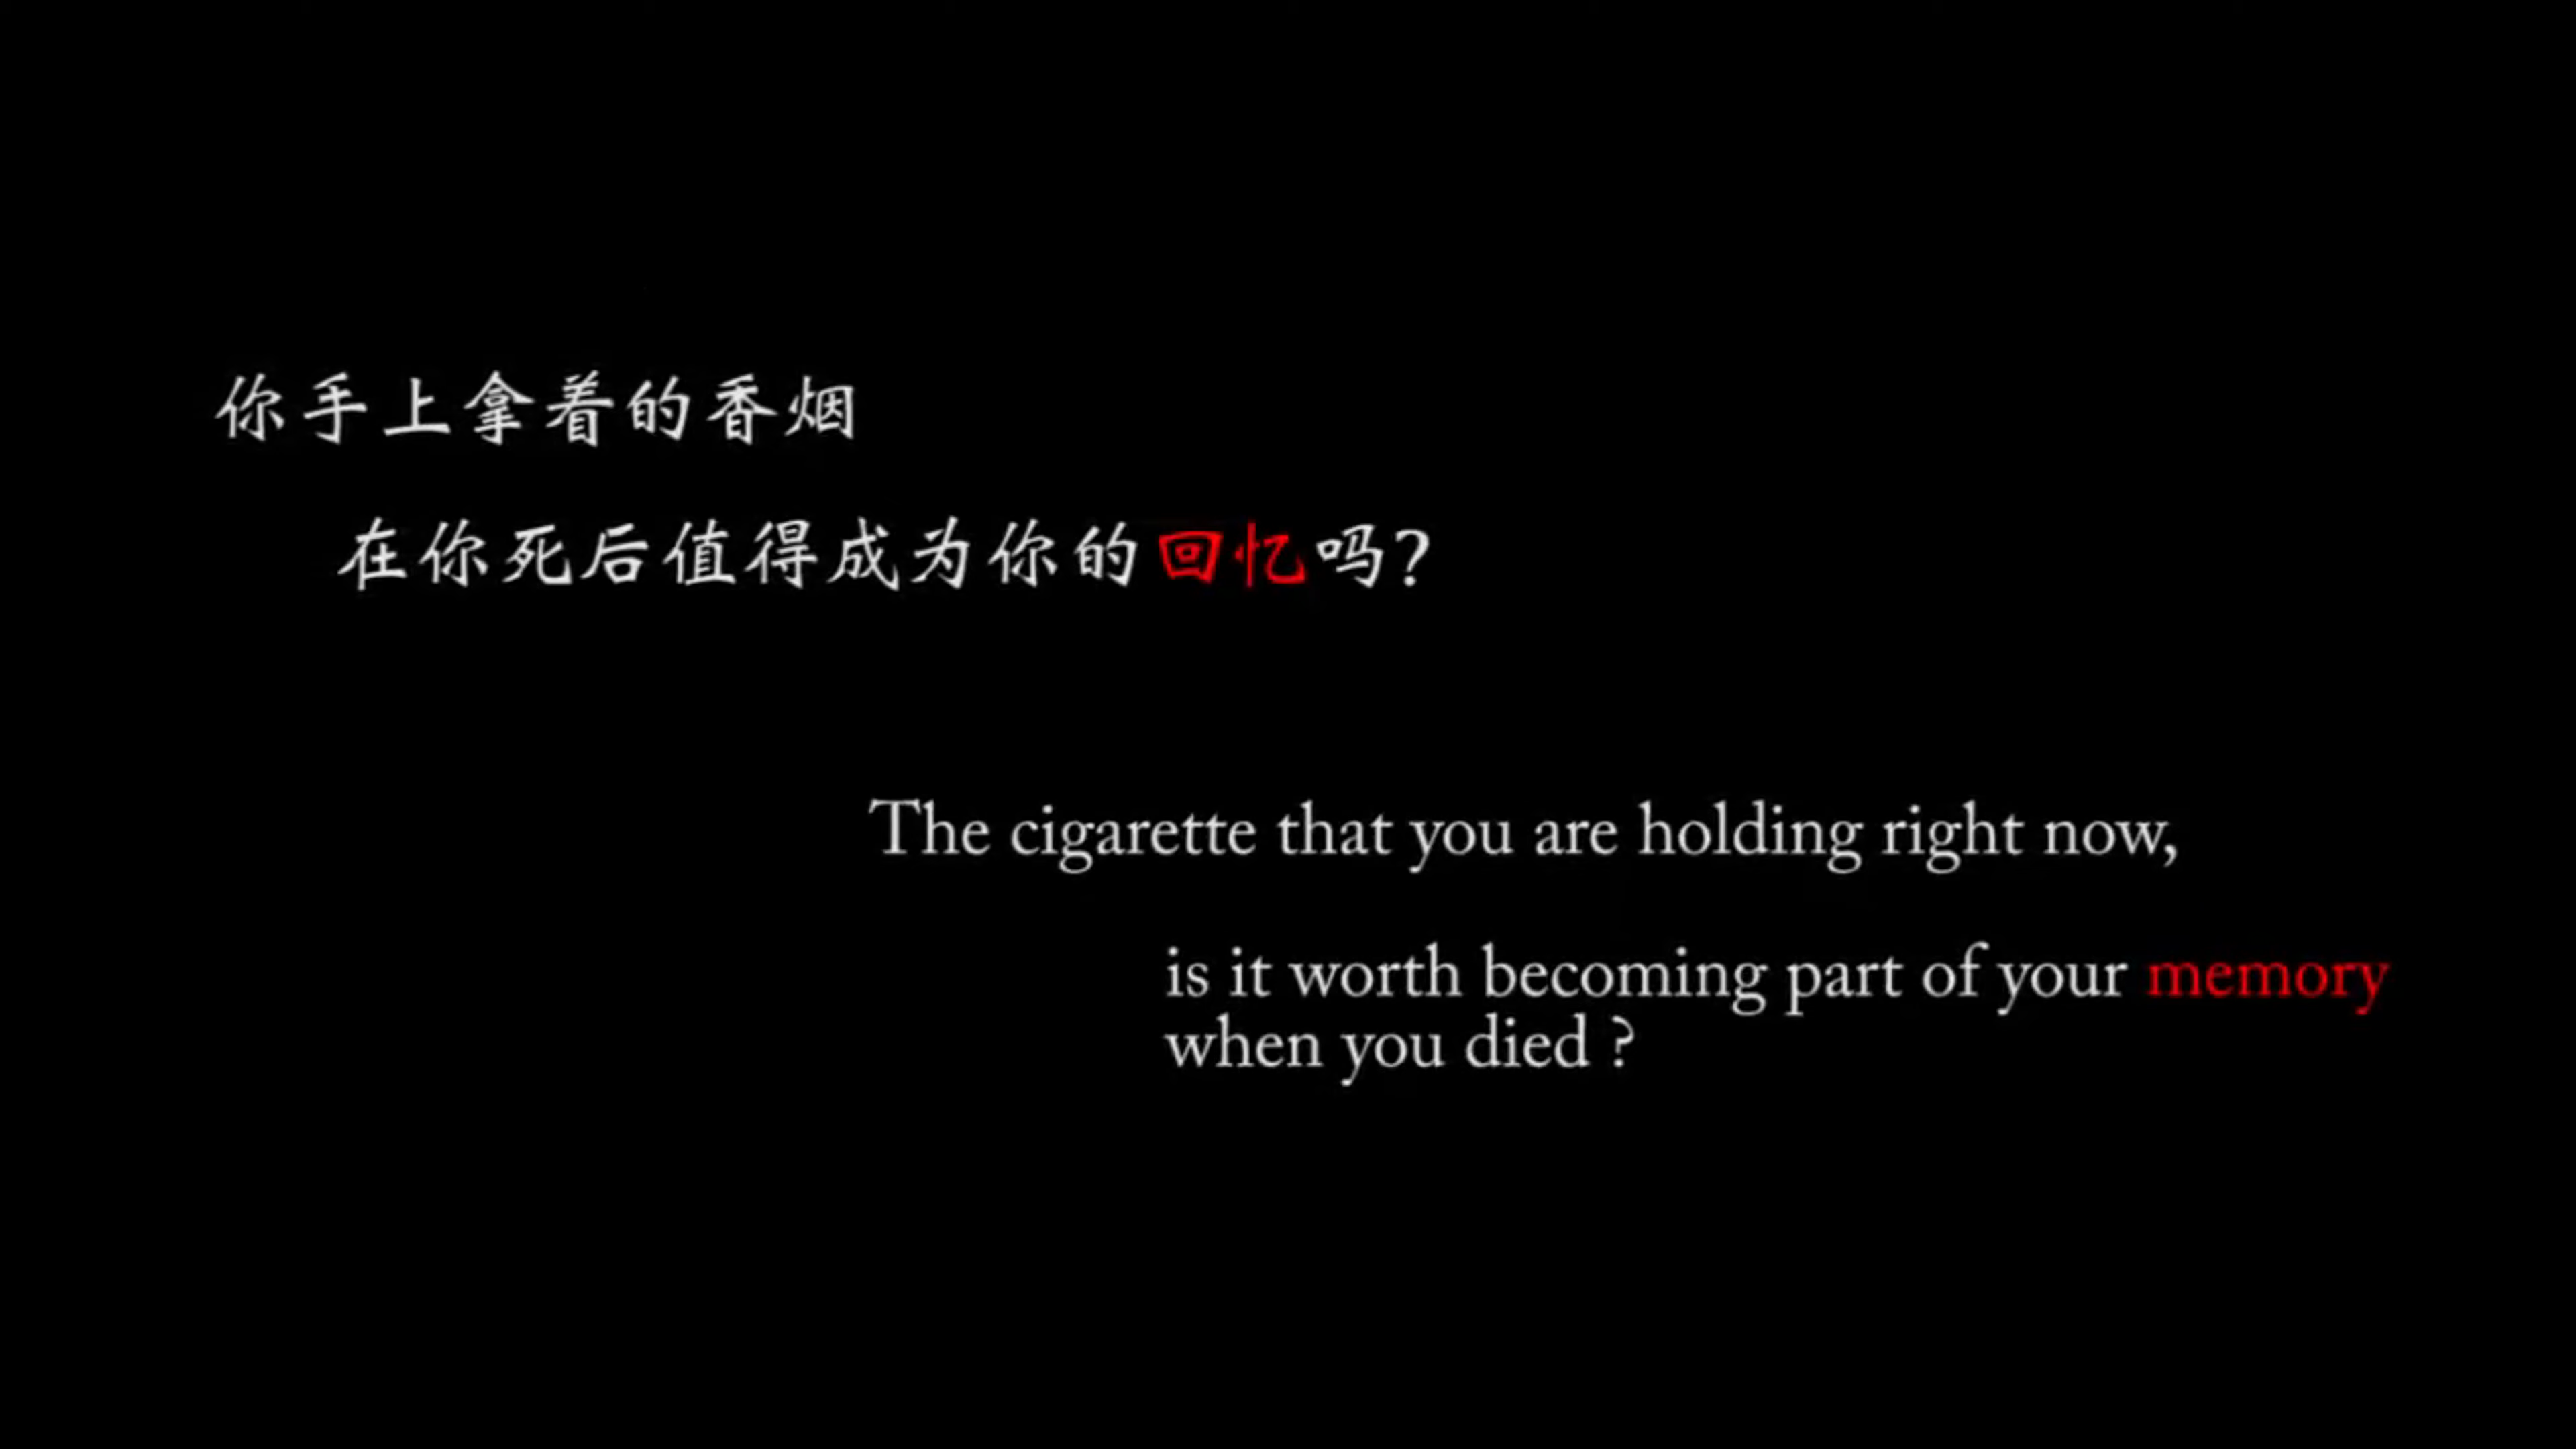 你手上拿着的香烟
在你死后值得成为你的回忆吗？
The cigarette that you are holding right now,
is it worth becoming part of your memory
when you died ?